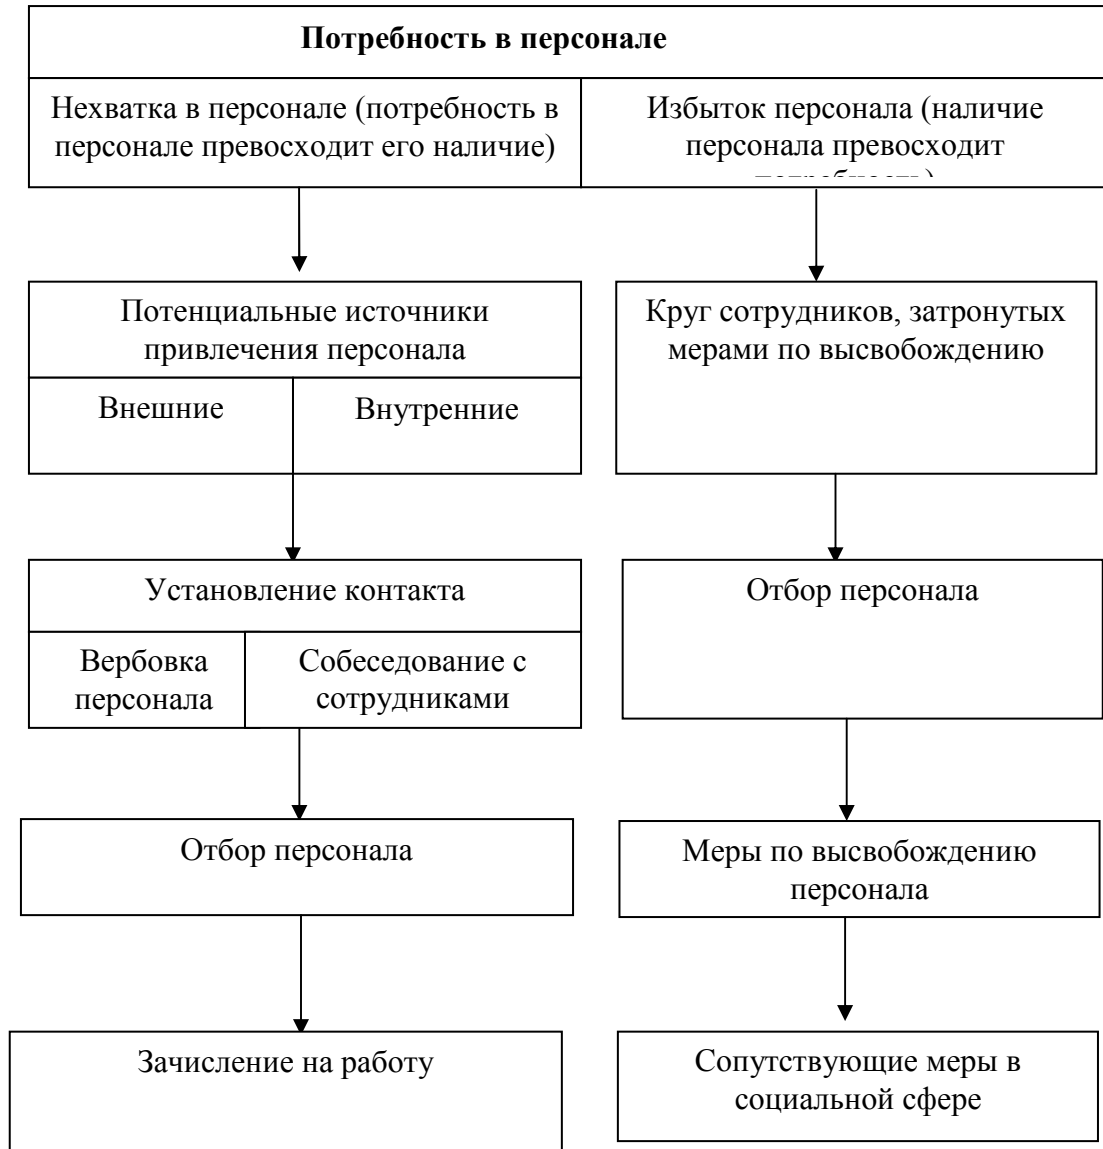 Потребность в персонале
Нехватка в персонале (потребность в
персонале превосходит его наличие)
Избыток персонала (наличие
персонала превосходит
потребность)
Потенциальные источники
привлечения персонала
Внешние
Внутренние
Круг сотрудников, затронутых
мерами по высвобождению
Установление контакта
Вербовка
персонала
Собеседование с
сотрудниками
Отбор персонала
Отбор персонала
Меры по высвобождению
персонала
Зачисление на работу
Сопутствующие меры в
социальной сфере